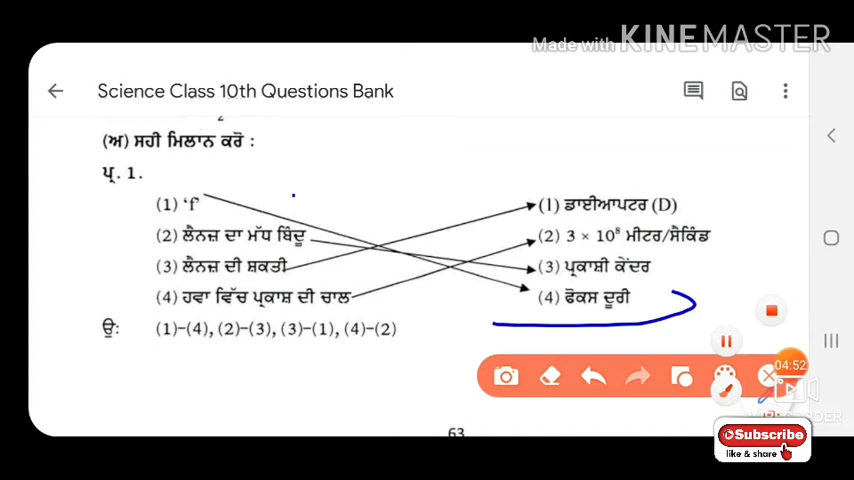 Made with KINEMASTER
Science Class 10th Questions Bank
2
(ਅ) ਸਹੀ ਮਿਲਾਨ ਕਰੋ :
ਪ੍ਰ. 1.
(1) ‘f’ (1) ਡਾਈਆਪਟਰ (D)
(2) ਲੈਨਜ਼ ਦਾ ਮੱਧ ਬਿੰਦੂ (2) 3 × 10⁸ ਮੀਟਰ/ਸੈਕਿੰਡ
(3) ਲੈਨਜ਼ ਦੀ ਸ਼ਕਤੀ (3) ਪ੍ਰਕਾਸ਼ੀ ਕੇਂਦਰ
(4) ਹਵਾ ਵਿੱਚ ਪ੍ਰਕਾਸ਼ ਦੀ ਚਾਲ (4) ਫੋਕਸ ਦੂਰੀ
ਉ: (1)-(4), (2)-(3), (3)-(1), (4)-(2)
04:52
63
Subscribe
like & share